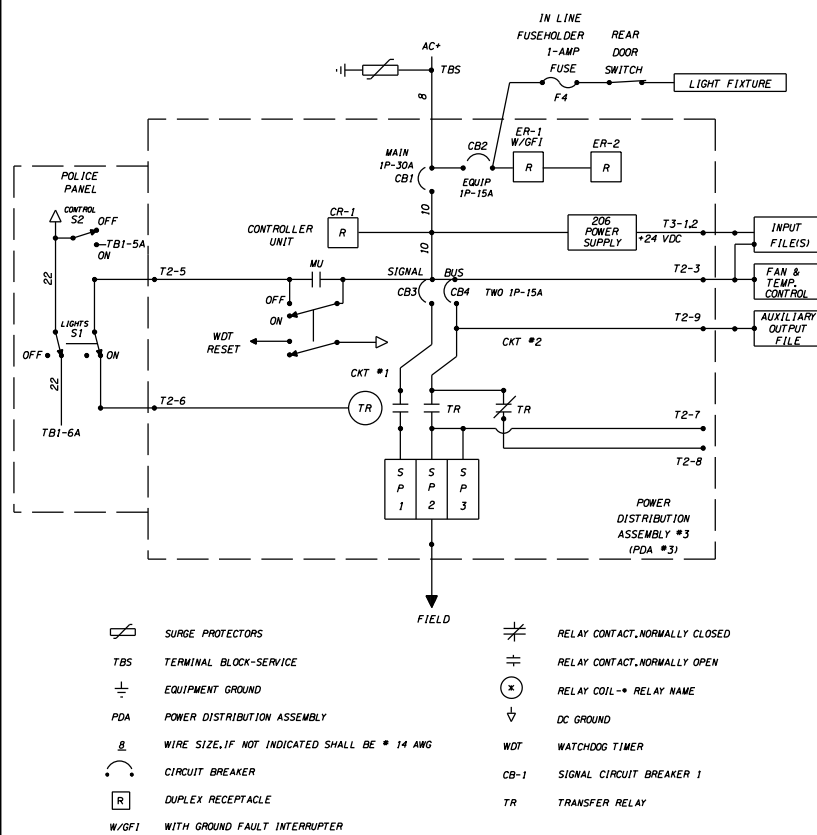 IN LINE
FUSEHOLDER
1-AMP
FUSE
F4
REAR
DOOR
SWITCH
LIGHT FIXTURE
AC+
TBS
8
MAIN
1P-30A
CB1
CB2
EQUIP
1P-15A
ER-1
W/GFI
R
ER-2
R
POLICE
PANEL
CONTROL
S2
OFF
TB1-5A
ON
22
LIGHTS
S1
OFF
ON
22
TB1-6A
10
CR-1
R
CONTROLLER
UNIT
10
206
POWER
SUPPLY
T3-1,2
+24 VDC
INPUT
FILE(S)
T2-5
MU
SIGNAL
BUS
T2-3
FAN &
TEMP.
CONTROL
CB3
CB4
TWO 1P-15A
OFF
ON
WDT
RESET
T2-9
AUXILIARY
OUTPUT
FILE
CKT #1
CKT #2
T2-6
TR
TR
TR
T2-7
T2-8
S
P
1
S
P
2
S
P
3
POWER
DISTRIBUTION
ASSEMBLY #3
(PDA #3)
FIELD
SURGE PROTECTORS
TBS TERMINAL BLOCK-SERVICE
EQUIPMENT GROUND
PDA POWER DISTRIBUTION ASSEMBLY
8 WIRE SIZE,IF NOT INDICATED SHALL BE # 14 AWG
CIRCUIT BREAKER
R DUPLEX RECEPTACLE
W/GFI WITH GROUND FAULT INTERRUPTER
RELAY CONTACT,NORMALLY CLOSED
RELAY CONTACT,NORMALLY OPEN
* RELAY COIL-* RELAY NAME
DC GROUND
WDT WATCHDOG TIMER
CB-1 SIGNAL CIRCUIT BREAKER 1
TR TRANSFER RELAY